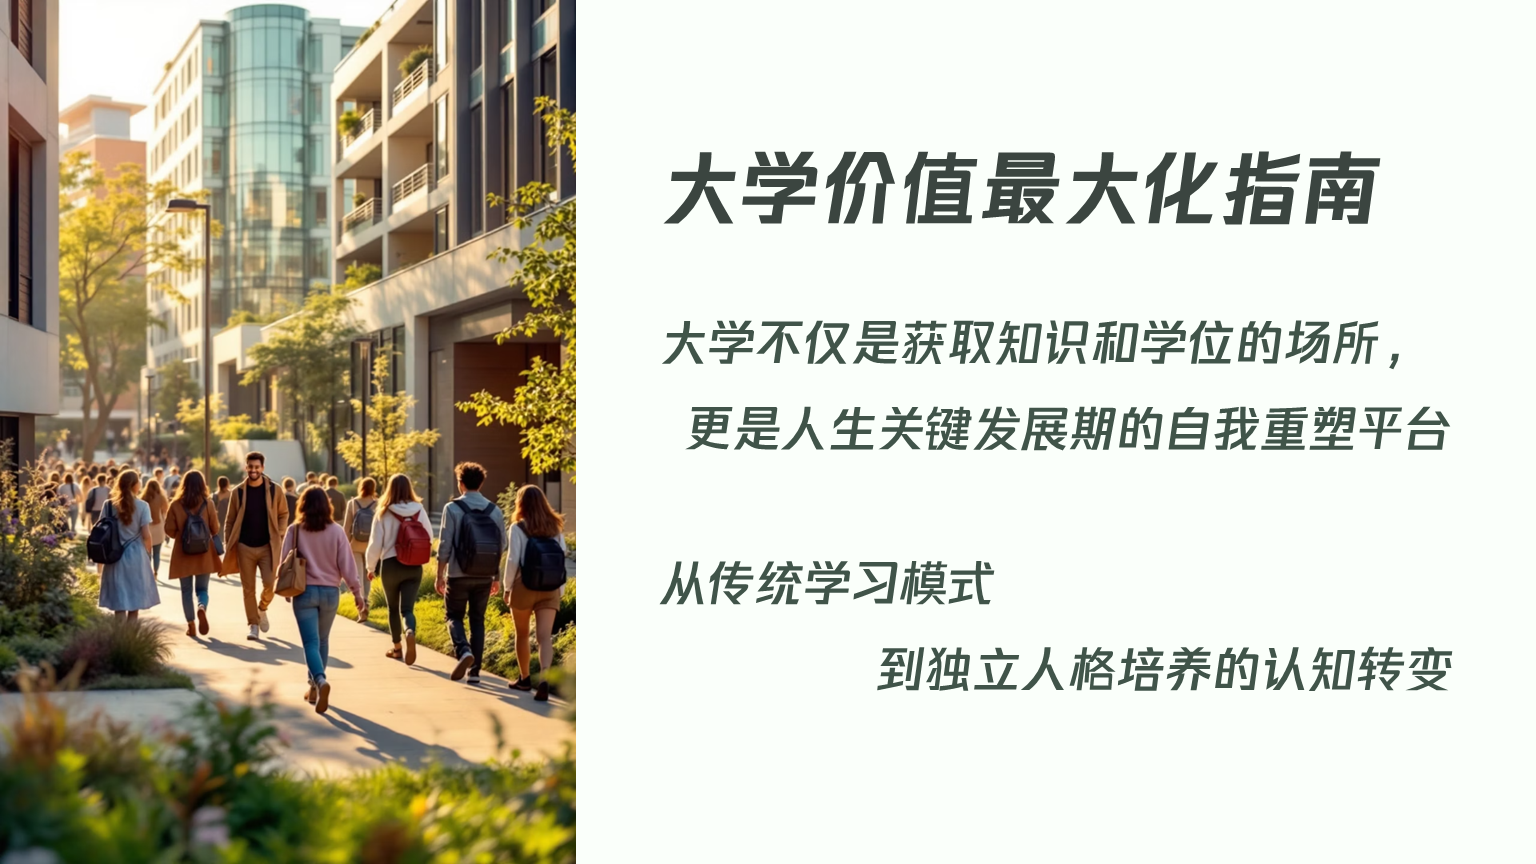 大学价值最大化指南
大学不仅是获取知识和学位的场所，
更是人生关键发展期的自我重塑平台
从传统学习模式
到独立人格培养的认知转变